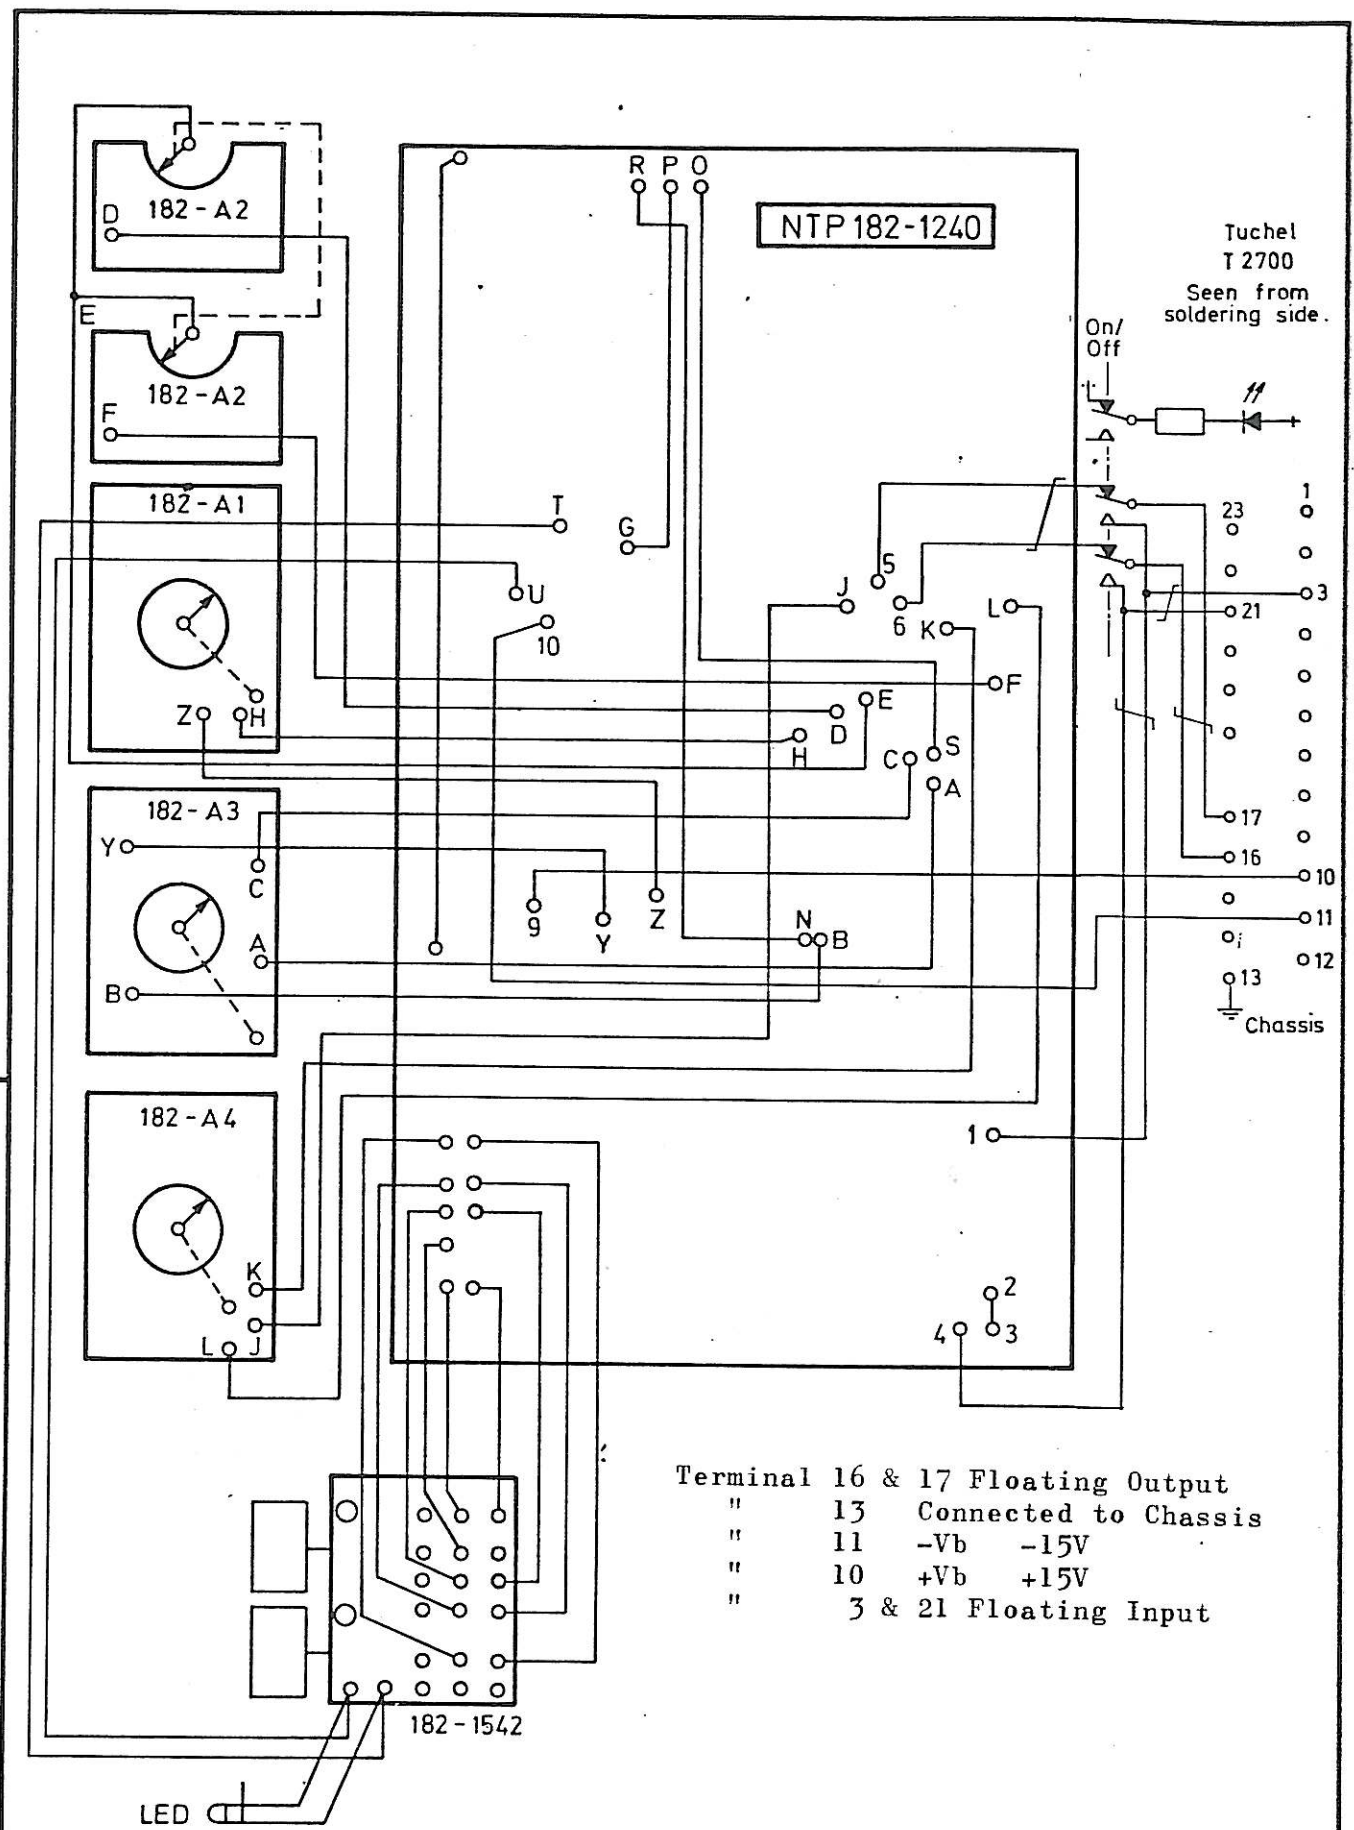 R P O
NTP 182-1240
182-A2
D
Tuchel
T 2700
Seen from
soldering side.
E
On/
Off
182-A2
F
182-A1
T
G
1
23
5
J
U
6
L
3
21
10
K
F
Z
H
E
D
H
C
S
A
182-A3
17
Y
16
C
10
9
Y
Z
N
B
11
A
i
12
B
13
Chassis
182-A4
1
K
2
L
J
4
3
Terminal 16 & 17 Floating Output
" 13 Connected to Chassis
" 11 -Vb -15V
" 10 +Vb +15V
" 3 & 21 Floating Input
182-1542
LED